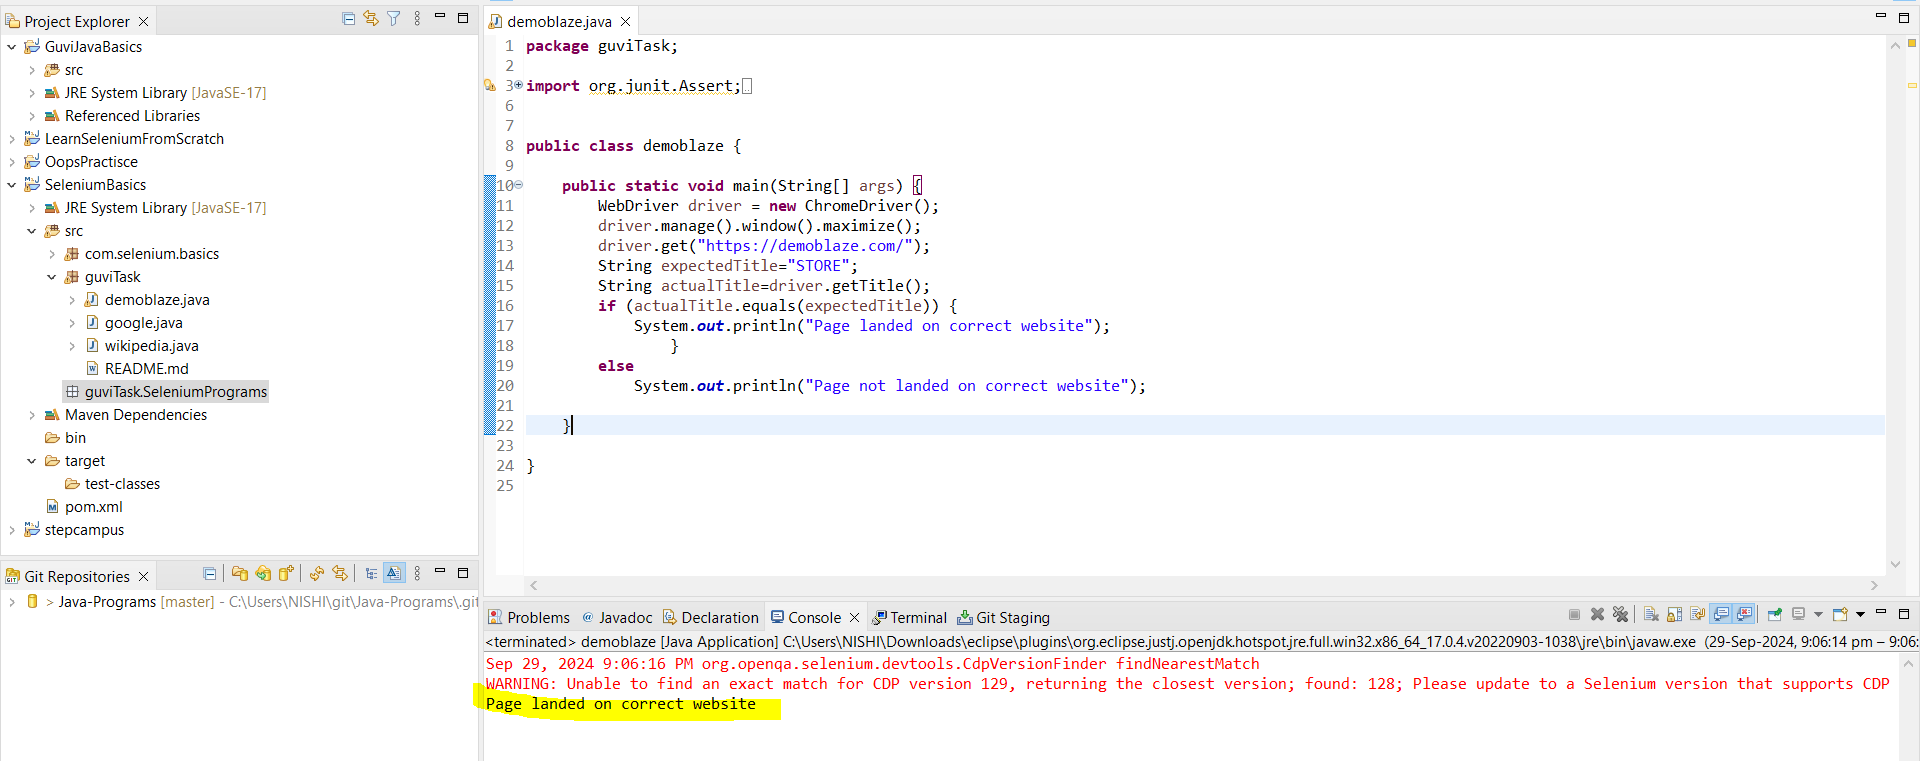 Project Explorer
GuviJavaBasics
src
JRE System Library [JavaSE-17]
Referenced Libraries
LearnSeleniumFromScratch
OopsPractisce
SeleniumBasics
JRE System Library [JavaSE-17]
src
com.selenium.basics
guviTask
demoblaze.java
google.java
wikipedia.java
README.md
guviTask.SeleniumPrograms
Maven Dependencies
bin
target
test-classes
pom.xml
stepcampus
Git Repositories
> Java-Programs [master] - C:\Users\NISHI\git\Java-Programs\.git
demoblaze.java
1 package guviTask;
2
3 import org.junit.Assert;
6
7
8 public class demoblaze {
9
10 public static void main(String[] args) {
11 WebDriver driver = new ChromeDriver();
12 driver.manage().window().maximize();
13 driver.get("https://demoblaze.com/");
14 String expectedTitle="STORE";
15 String actualTitle=driver.getTitle();
16 if (actualTitle.equals(expectedTitle)) {
17 System.out.println("Page landed on correct website");
18 }
19 else
20 System.out.println("Page not landed on correct website");
21
22 }
23
24 }
25
Problems @ Javadoc Declaration Console Terminal Git Staging
<terminated> demoblaze [Java Application] C:\Users\NISHI\Downloads\eclipse\plugins\org.eclipse.justj.openjdk.hotspot.jre.full.win32.x86_64_17.0.4.v20220903-1038\jre\bin\javaw.exe (29-Sep-2024, 9:06:14 pm – 9:06:
Sep 29, 2024 9:06:16 PM org.openqa.selenium.devtools.CdpVersionFinder findNearestMatch
WARNING: Unable to find an exact match for CDP version 129, returning the closest version; found: 128; Please update to a Selenium version that supports CDP
Page landed on correct website